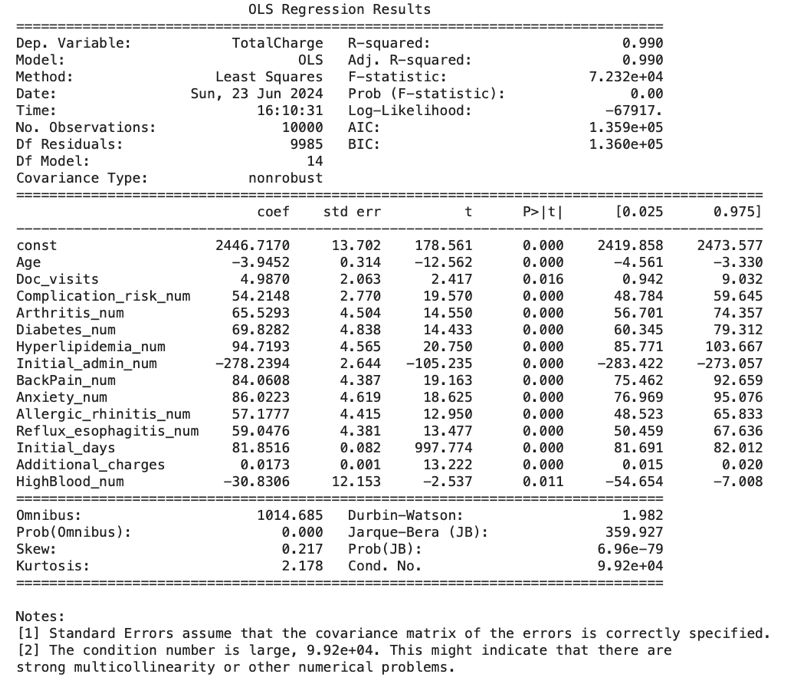 OLS Regression Results
==============================================================================
Dep. Variable: TotalCharge R-squared: 0.990
Model: OLS Adj. R-squared: 0.990
Method: Least Squares F-statistic: 7.232e+04
Date: Sun, 23 Jun 2024 Prob (F-statistic): 0.00
Time: 16:10:31 Log-Likelihood: -67917.
No. Observations: 10000 AIC: 1.359e+05
Df Residuals: 9985 BIC: 1.360e+05
Df Model: 14
Covariance Type: nonrobust
==========================================================================================
coef std err t P>|t| [0.025 0.975]
------------------------------------------------------------------------------------------
const 2446.7170 13.702 178.561 0.000 2419.858 2473.577
Age -3.9452 0.314 -12.562 0.000 -4.561 -3.330
Doc_visits 4.9870 2.063 2.417 0.016 0.942 9.032
Complication_risk_num 54.2148 2.770 19.570 0.000 48.784 59.645
Arthritis_num 65.5293 4.504 14.550 0.000 56.701 74.357
Diabetes_num 69.8282 4.838 14.433 0.000 60.345 79.312
Hyperlipidemia_num 94.7193 4.565 20.750 0.000 85.771 103.667
Initial_admin_num -278.2394 2.644 -105.235 0.000 -283.422 -273.057
BackPain_num 84.0608 4.387 19.163 0.000 75.462 92.659
Anxiety_num 86.0223 4.619 18.625 0.000 76.969 95.076
Allergic_rhinitis_num 57.1777 4.415 12.950 0.000 48.523 65.833
Reflux_esophagitis_num 59.0476 4.381 13.477 0.000 50.459 67.636
Initial_days 81.8516 0.082 997.774 0.000 81.691 82.012
Additional_charges 0.0173 0.001 13.222 0.000 0.015 0.020
HighBlood_num -30.8306 12.153 -2.537 0.011 -54.654 -7.008
==============================================================================
Omnibus: 1014.685 Durbin-Watson: 1.982
Prob(Omnibus): 0.000 Jarque-Bera (JB): 359.927
Skew: 0.217 Prob(JB): 6.96e-79
Kurtosis: 2.178 Cond. No. 9.92e+04
==============================================================================
Notes:
[1] Standard Errors assume that the covariance matrix of the errors is correctly specified.
[2] The condition number is large, 9.92e+04. This might indicate that there are
strong multicollinearity or other numerical problems.